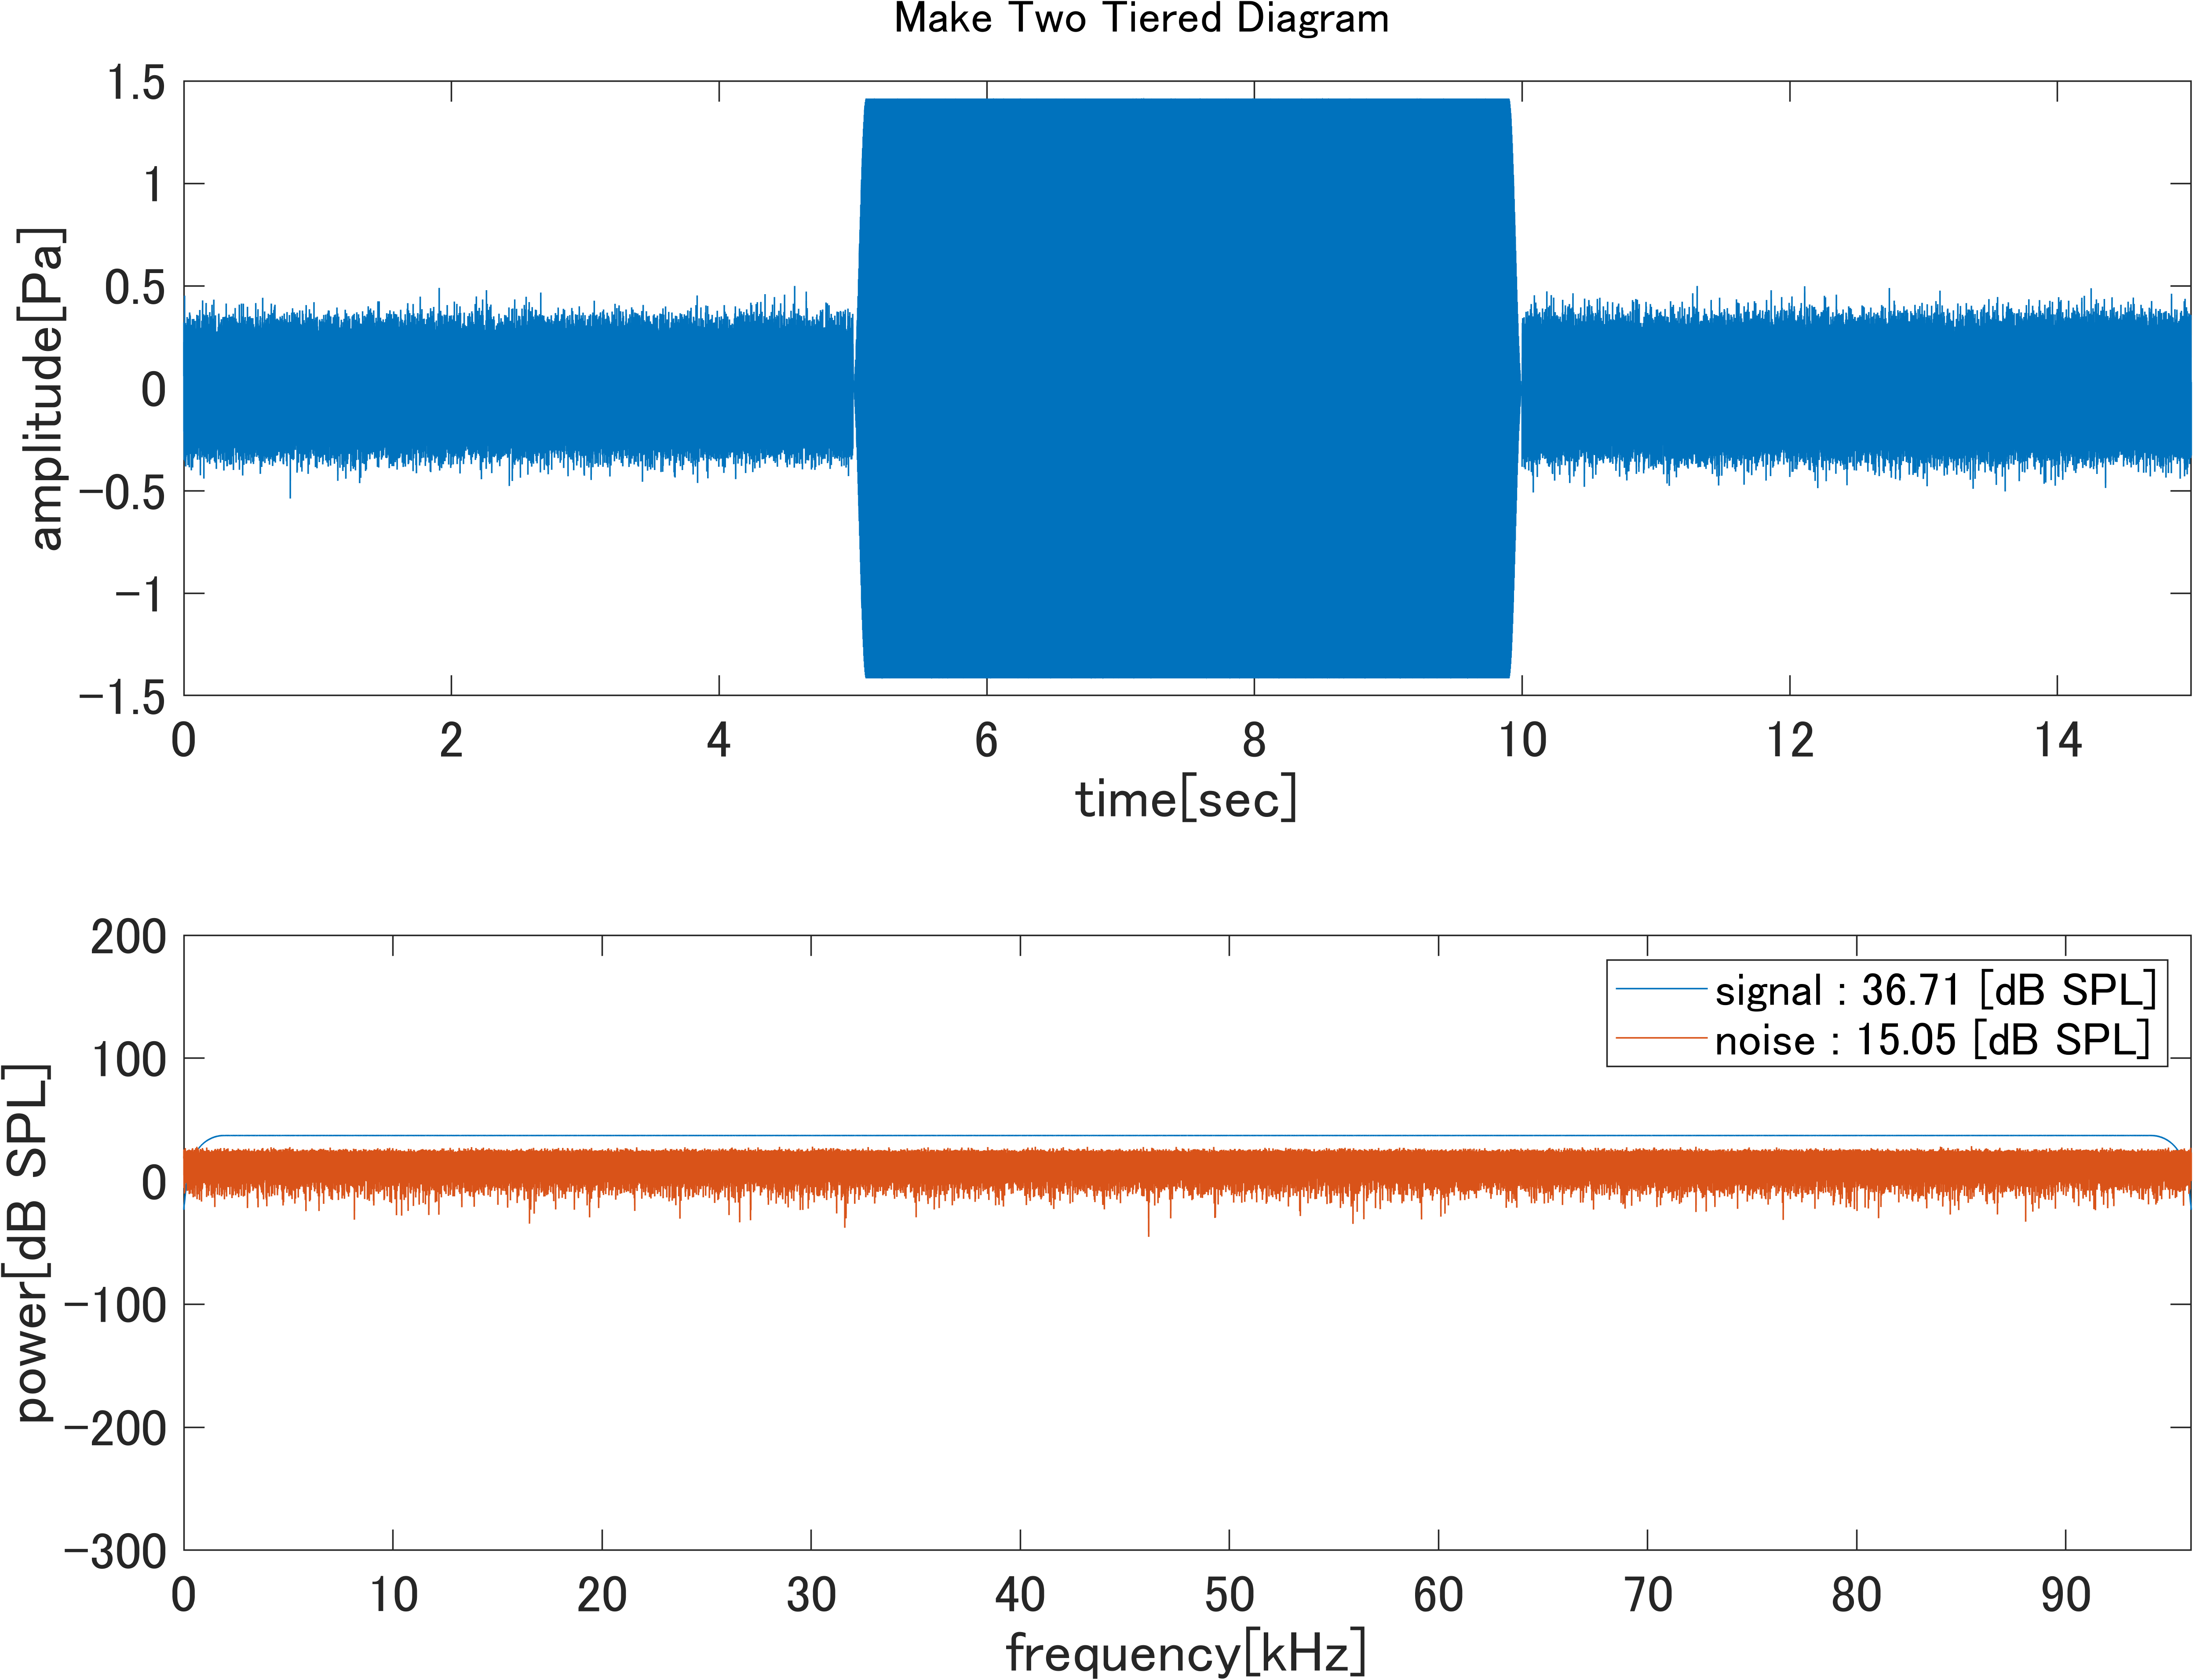 Make Two Tiered Diagram
amplitude[Pa]
1.5
1
0.5
0
−0.5
−1
−1.5
0 2 4 6 8 10 12 14
time[sec]
power[dB SPL]
200
100
0
−100
−200
−300
signal : 36.71 [dB SPL]
noise : 15.05 [dB SPL]
0 10 20 30 40 50 60 70 80 90
frequency[kHz]